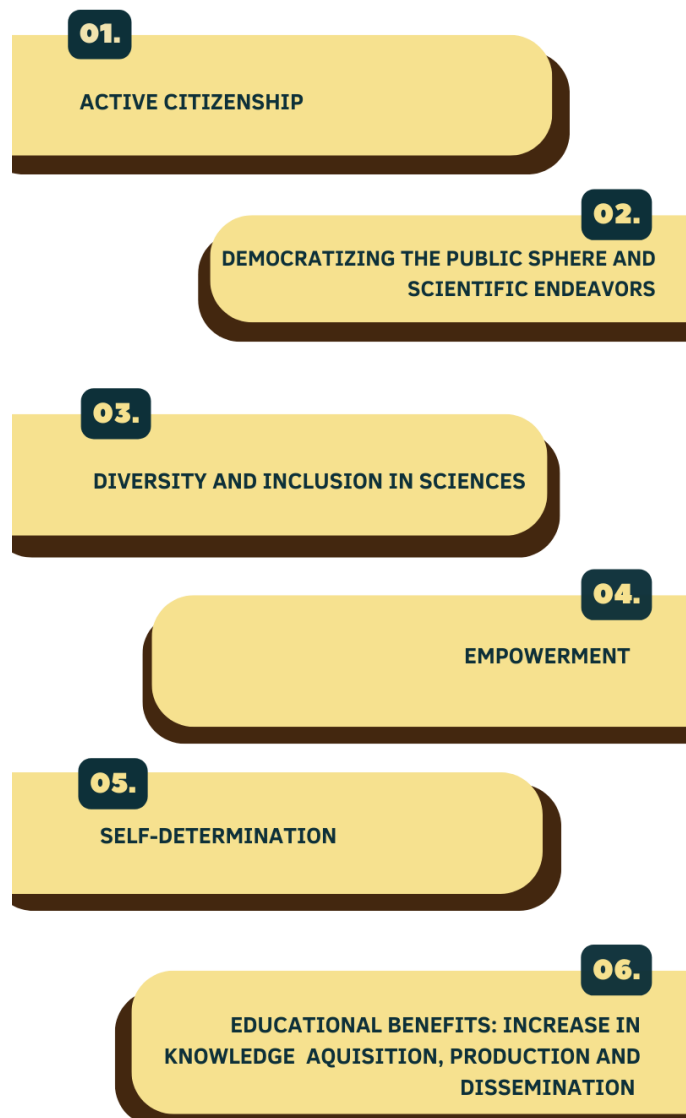 01.
ACTIVE CITIZENSHIP
02.
DEMOCRATIZING THE PUBLIC SPHERE AND
SCIENTIFIC ENDEAVORS
03.
DIVERSITY AND INCLUSION IN SCIENCES
04.
EMPOWERMENT
05.
SELF-DETERMINATION
06.
EDUCATIONAL BENEFITS: INCREASE IN
KNOWLEDGE AQUISITION, PRODUCTION AND
DISSEMINATION